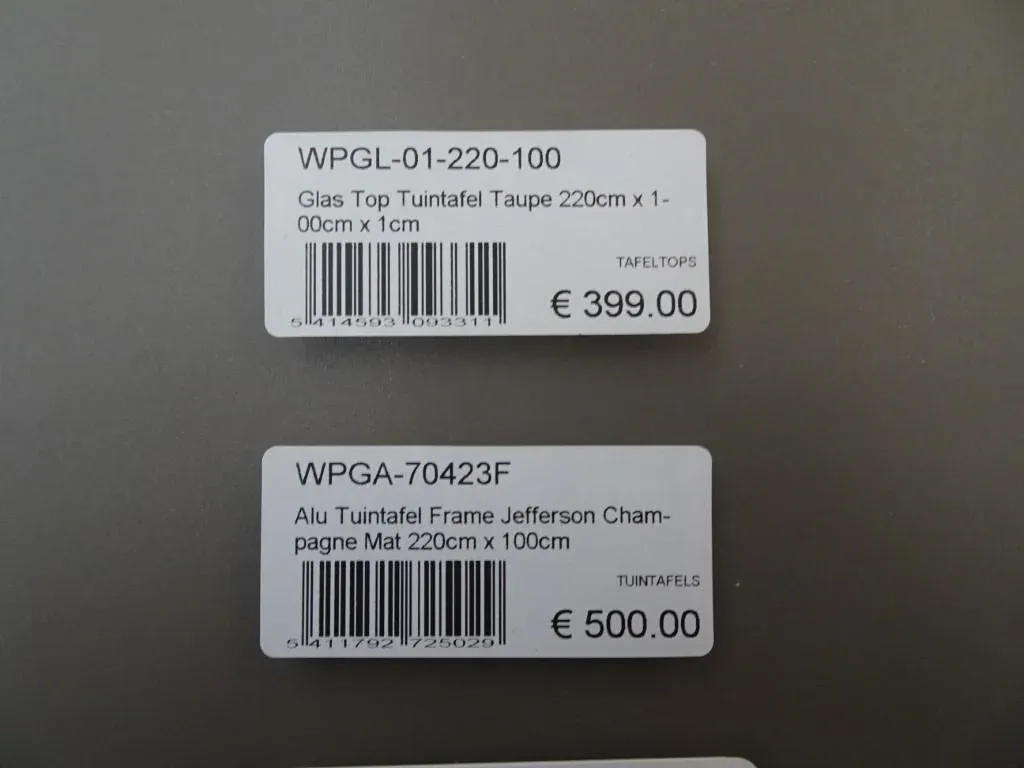 WPGL-01-220-100
Glas Top Tuintafel Taupe 220cm x 1-
00cm x 1cm
TAFELTOPS
€ 399.00
5 414593 093311
WPGA-70423F
Alu Tuintafel Frame Jefferson Cham-
pagne Mat 220cm x 100cm
TUINTAFELS
€ 500.00
5 411792 725029